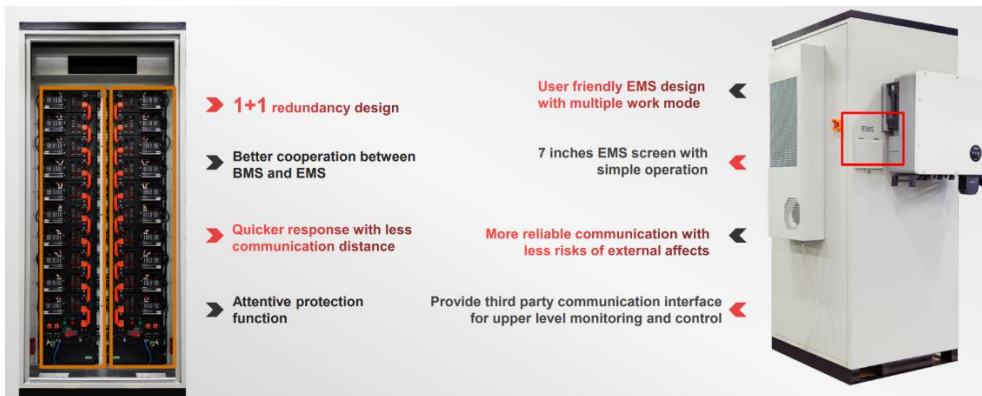 1+1 redundancy design
Better cooperation between
BMS and EMS
Quicker response with less
communication distance
Attentive protection
function
User friendly EMS design
with multiple work mode
7 inches EMS screen with
simple operation
More reliable communication with
less risks of external affects
Provide third party communication interface
for upper level monitoring and control
EMS